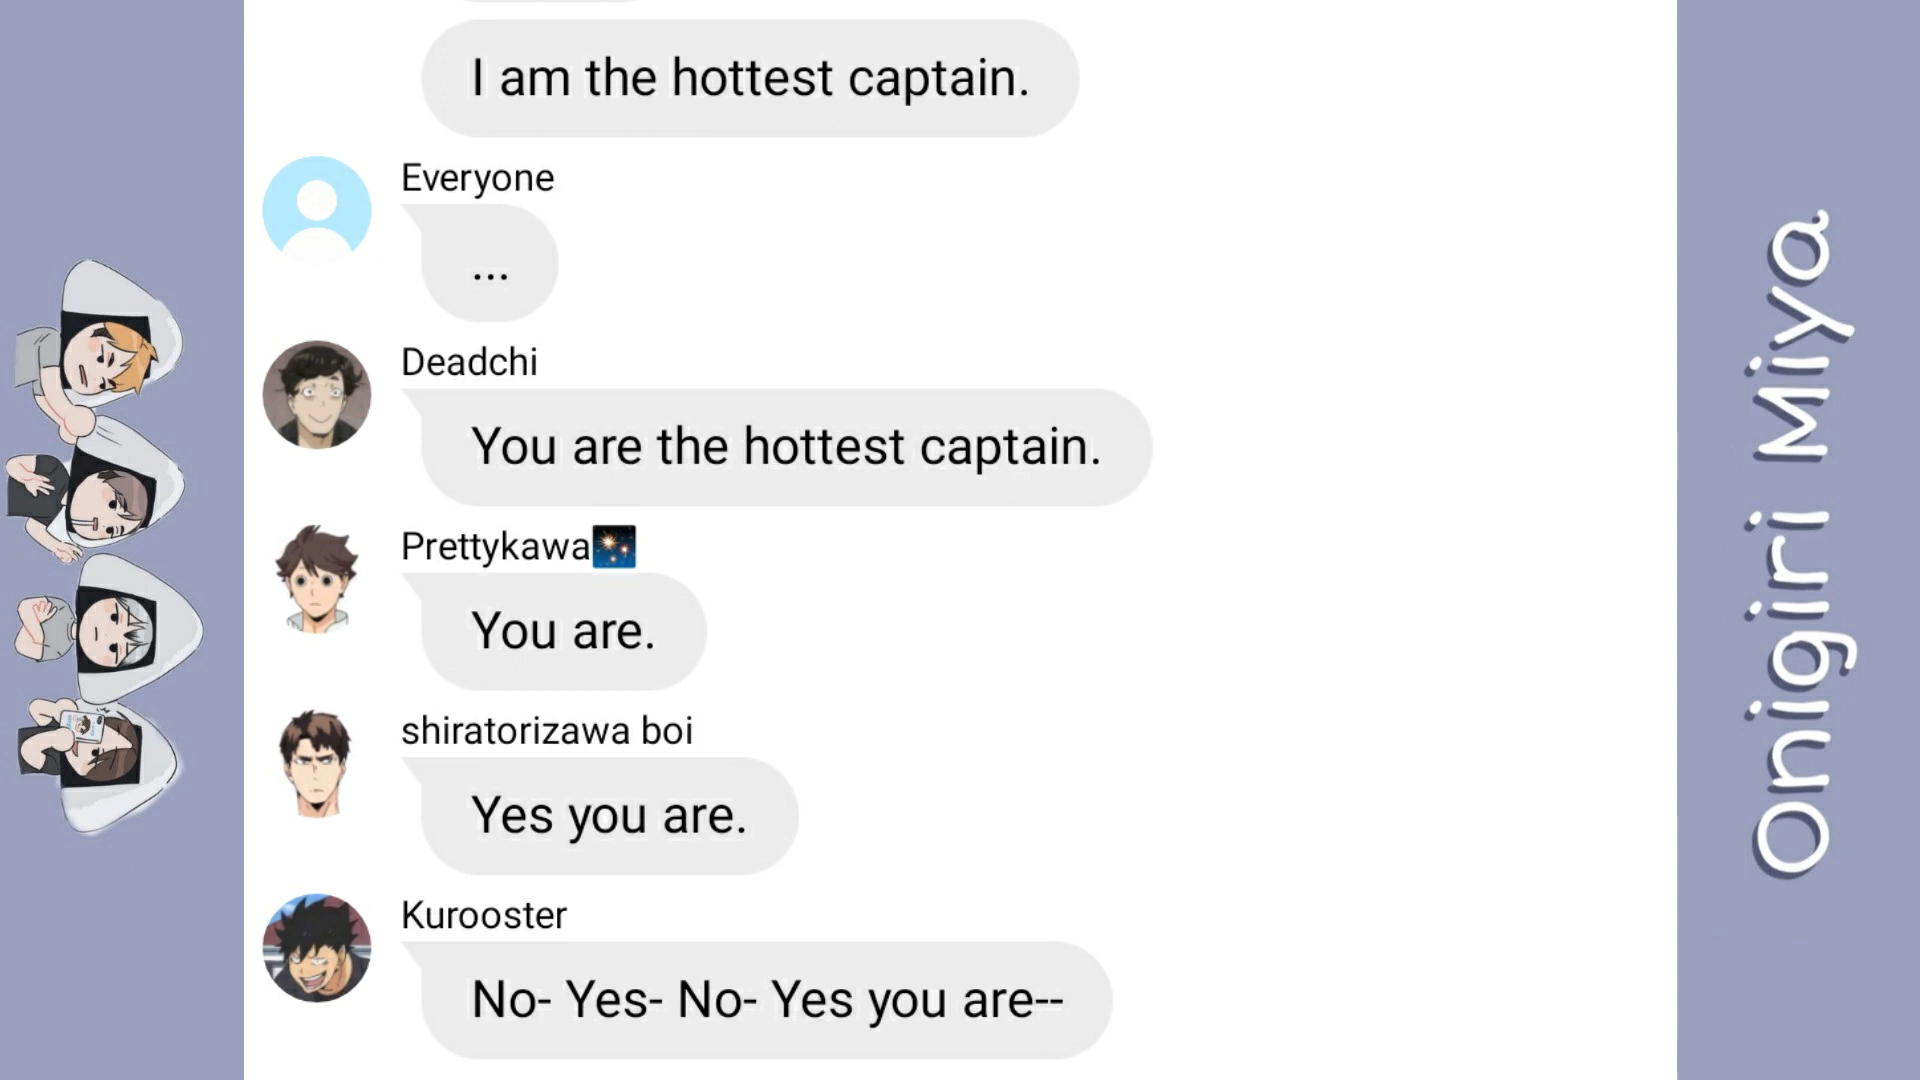 I am the hottest captain.
Everyone
...
Deadchi
You are the hottest captain.
Prettykawa🎇
You are.
shiratorizawa boi
Yes you are.
Kurooster
No- Yes- No- Yes you are--
Onigiri Miya